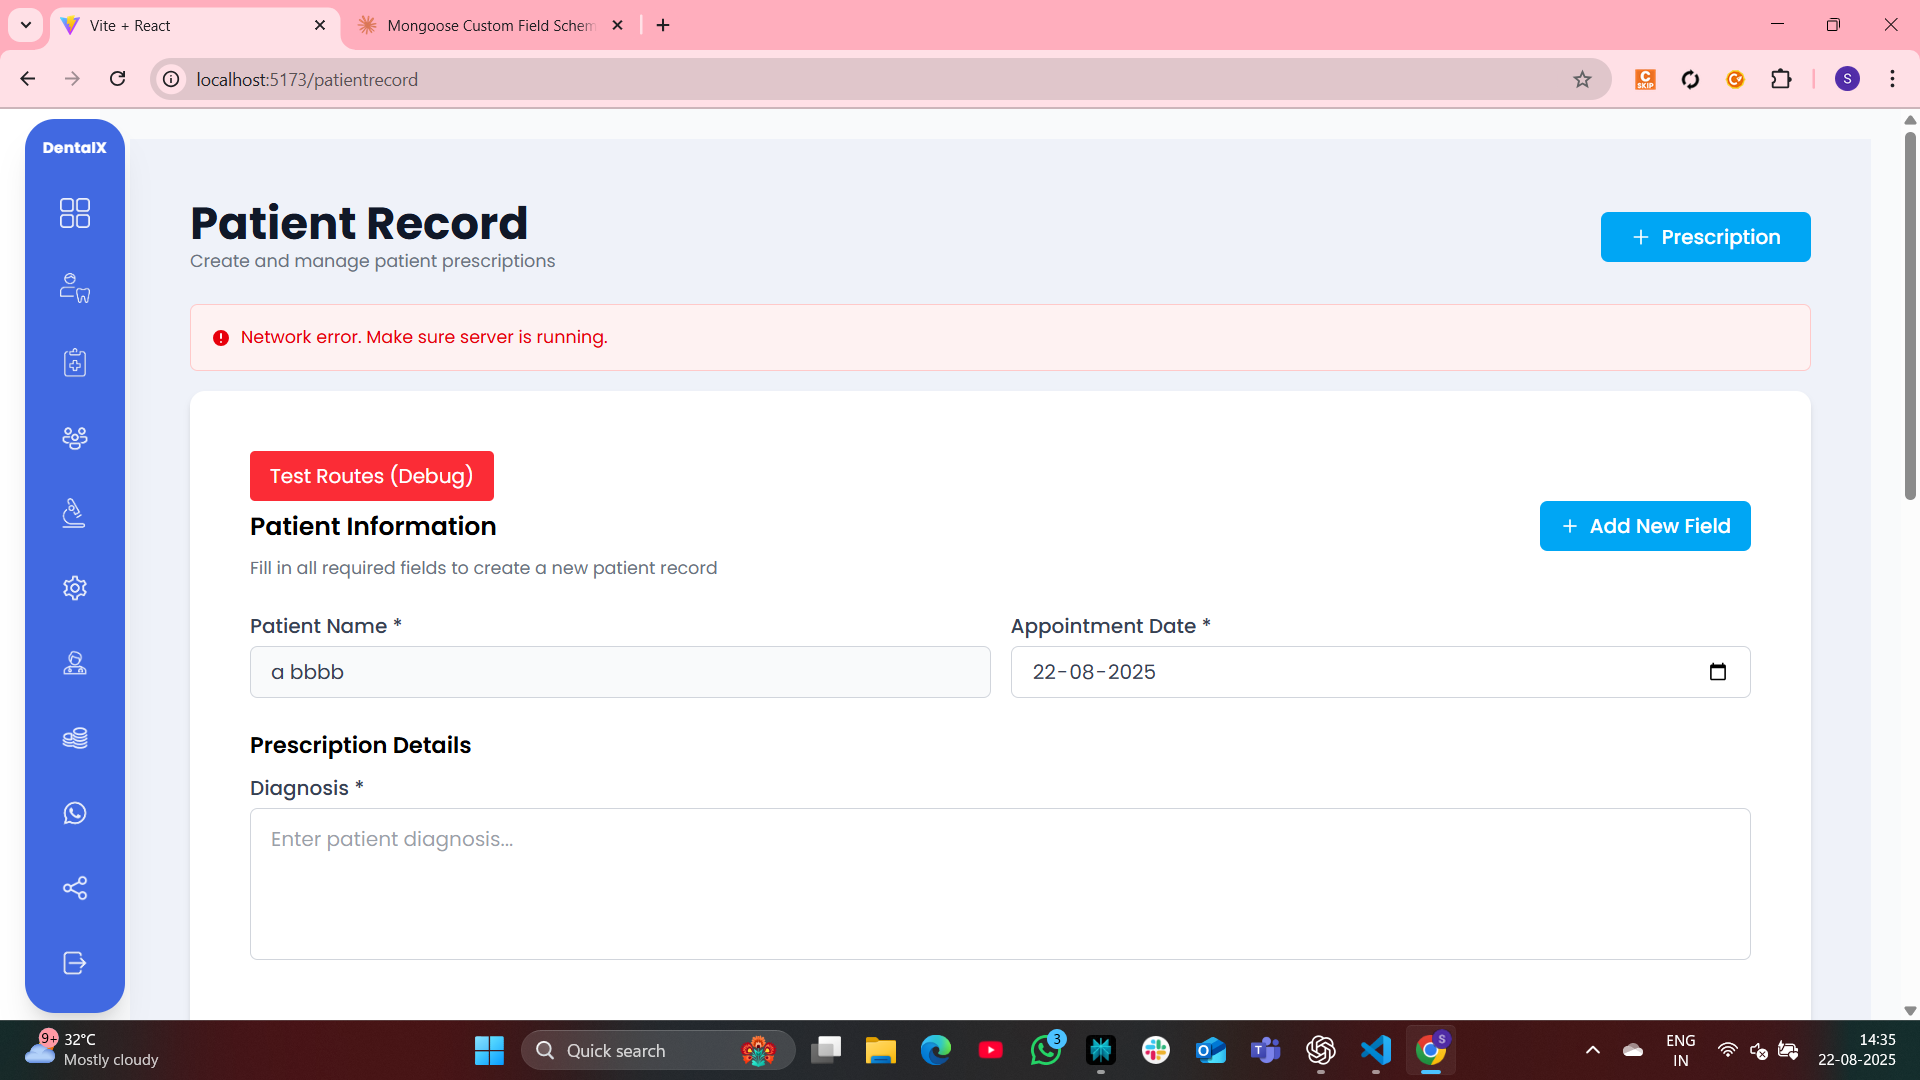 Vite + React
Mongoose Custom Field Schem
localhost:5173/patientrecord
C
SKIP
S
DentalX
Patient Record
Create and manage patient prescriptions
+ Prescription
Network error. Make sure server is running.
Test Routes (Debug)
Patient Information
+ Add New Field
Fill in all required fields to create a new patient record
Patient Name *
Appointment Date *
a bbbb
22-08-2025
Prescription Details
Diagnosis *
Enter patient diagnosis...
9+
32°C
Mostly cloudy
Quick search
3
S
ENG
IN
14:35
22-08-2025